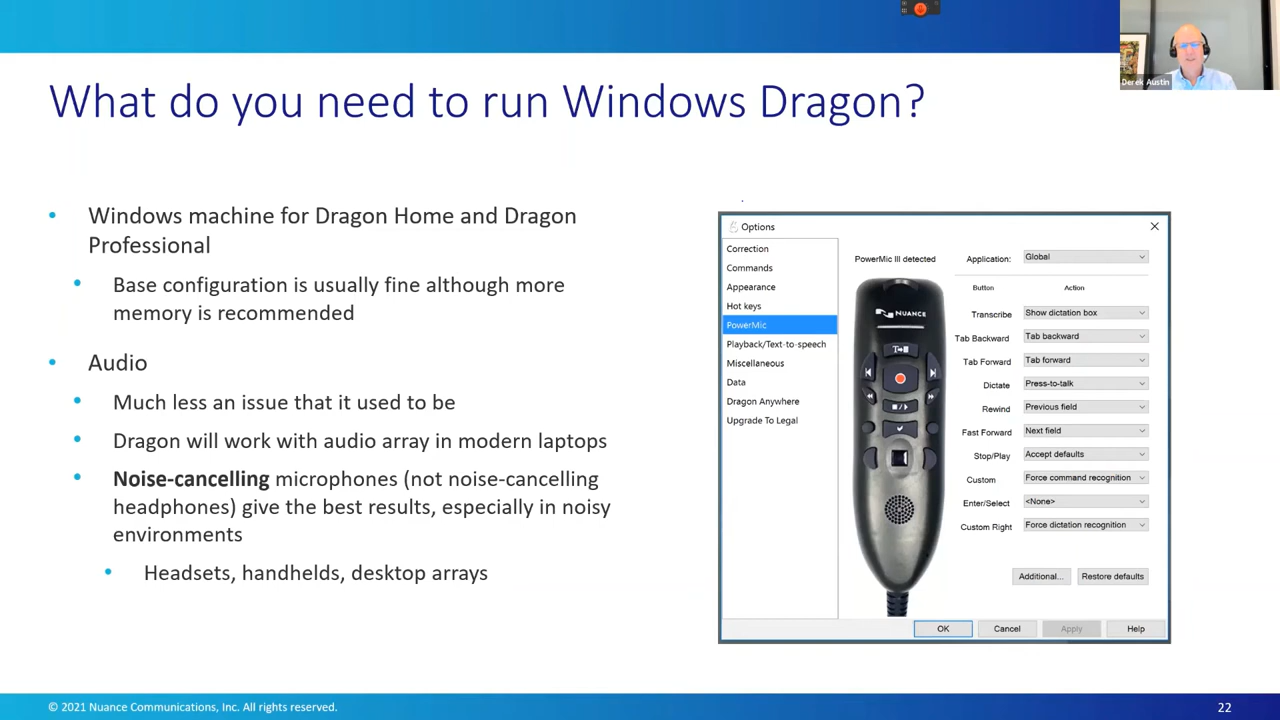 Derek Austin
What do you need to run Windows Dragon?
• Windows machine for Dragon Home and Dragon
Professional
• Base configuration is usually fine although more
memory is recommended
• Audio
• Much less an issue that it used to be
• Dragon will work with audio array in modern laptops
• Noise-cancelling microphones (not noise-cancelling
headphones) give the best results, especially in noisy
environments
• Headsets, handhelds, desktop arrays
Options
Correction
Commands
Appearance
Hot keys
PowerMic
Playback/Text-to-speech
Miscellaneous
Data
Dragon Anywhere
Upgrade To Legal
PowerMic III detected
NUANCE
Application: Global
Button Action
Transcribe Show dictation box
Tab Backward Tab backward
Tab Forward Tab forward
Dictate Press-to-talk
Rewind Previous field
Fast Forward Next field
Stop/Play Accept defaults
Custom Force command recognition
Enter/Select <None>
Custom Right Force dictation recognition
Additional... Restore defaults
OK Cancel Apply Help
© 2021 Nuance Communications, Inc. All rights reserved.
22